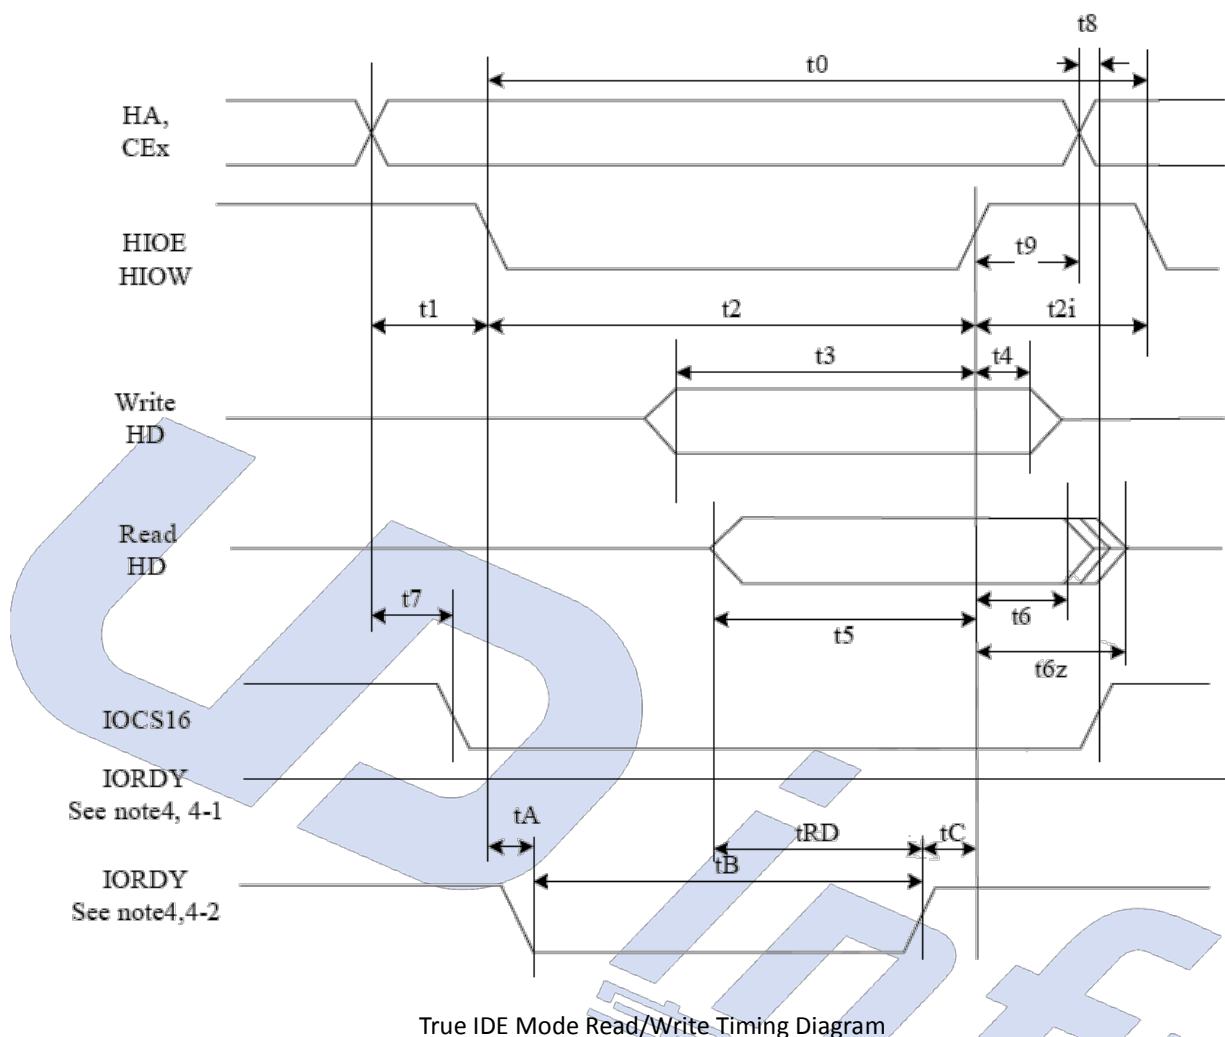 t8
t0
HA,
CEx
HIOE
HIOW
t9
t1
t2
t2i
t3
t4
Write
HD
Read
HD
t7
t5
t6
t6z
IOCS16
IORDY
See note4, 4-1
tA
tRD
tC
tB
IORDY
See note4,4-2
True IDE Mode Read/Write Timing Diagram